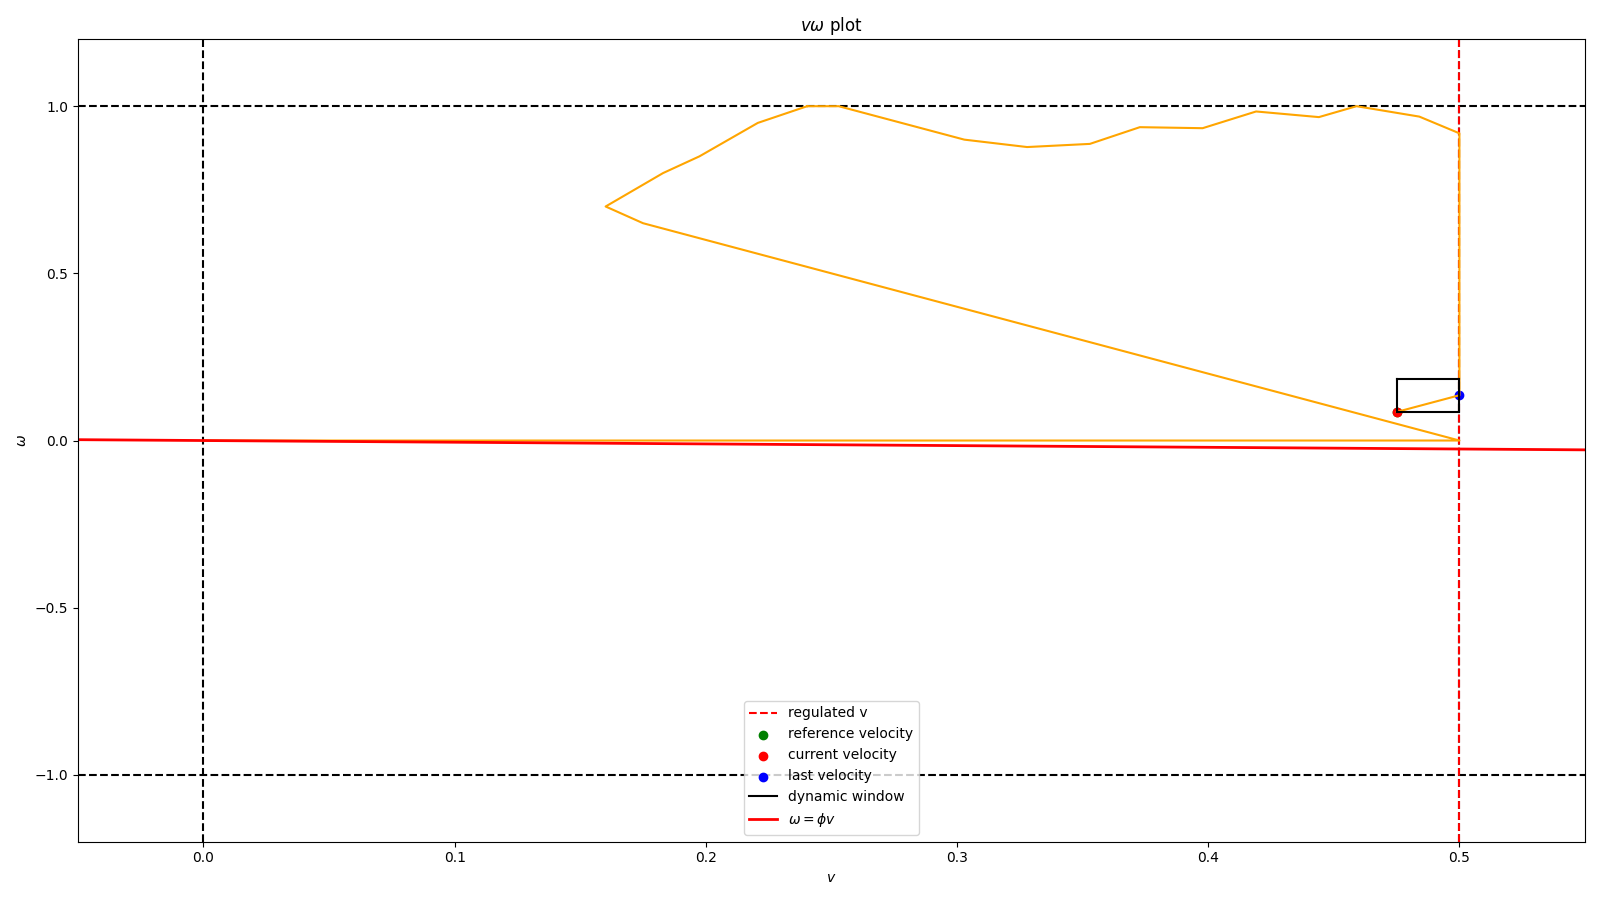 vω plot
1.0
0.5
ω
0.0
−0.5
−1.0
regulated v
reference velocity
current velocity
last velocity
dynamic window
ω = ϕv
0.0 0.1 0.2 0.3 0.4 0.5
v